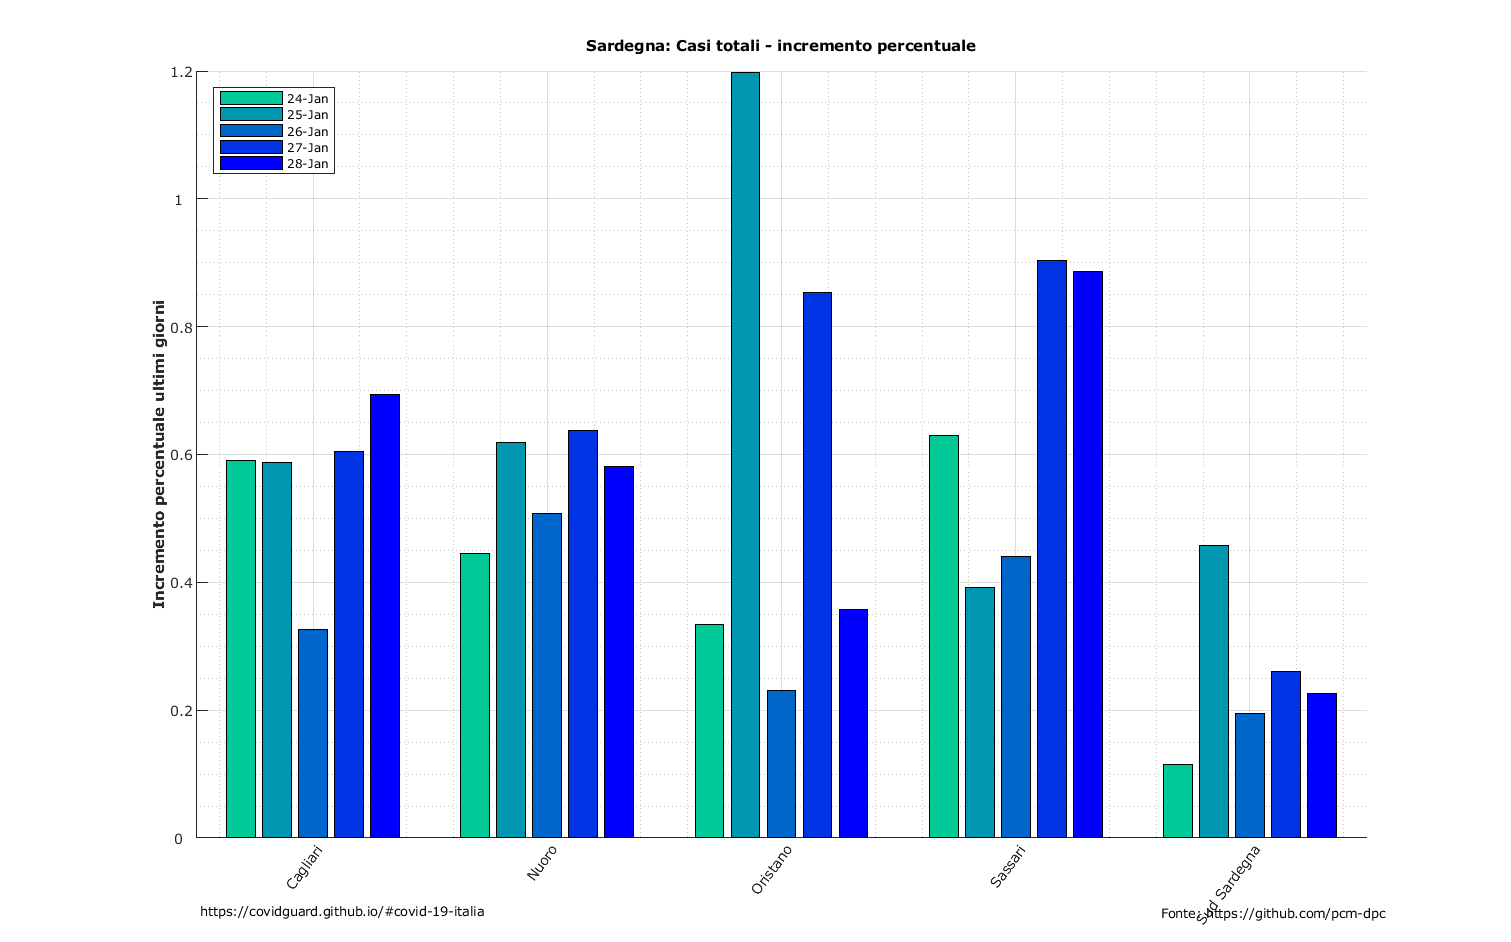 Sardegna: Casi totali - incremento percentuale
24-Jan
25-Jan
26-Jan
27-Jan
28-Jan
Incremento percentuale ultimi giorni
1.2
1
0.8
0.6
0.4
0.2
0
Cagliari
Nuoro
Oristano
Sassari
Sud Sardegna
https://covidguard.github.io/#covid-19-italia
Fonte: https://github.com/pcm-dpc